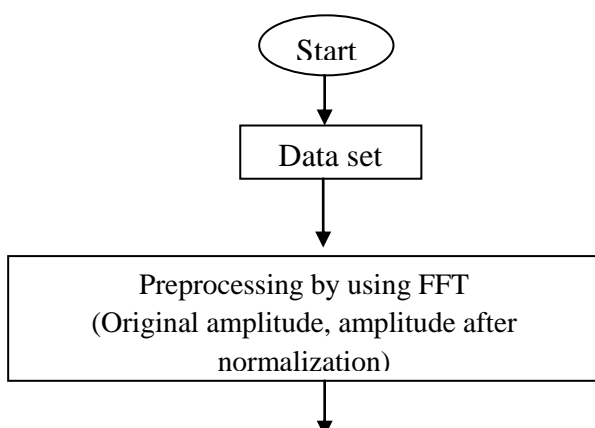 Start
Data set
Preprocessing by using FFT
(Original amplitude, amplitude after
normalization)